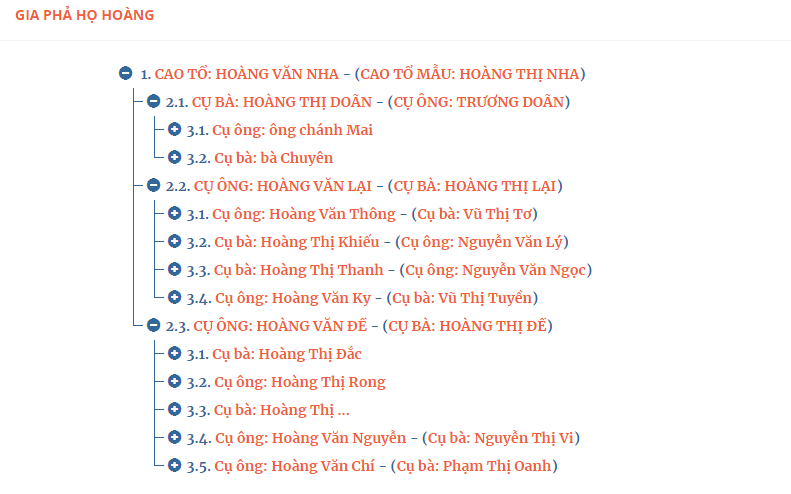 GIA PHẢ HỌ HOÀNG
1. CAO TỔ: HOÀNG VĂN NHA - (CAO TỔ MẪU: HOÀNG THỊ NHA)
2.1. CỤ BÀ: HOÀNG THỊ DOÃN - (CỤ ÔNG: TRƯƠNG DOÃN)
3.1. Cụ ông: ông chánh Mai
3.2. Cụ bà: bà Chuyên
2.2. CỤ ÔNG: HOÀNG VĂN LẠI - (CỤ BÀ: HOÀNG THỊ LẠI)
3.1. Cụ ông: Hoàng Văn Thông - (Cụ bà: Vũ Thị Tơ)
3.2. Cụ bà: Hoàng Thị Khiếu - (Cụ ông: Nguyễn Văn Lý)
3.3. Cụ bà: Hoàng Thị Thanh - (Cụ ông: Nguyễn Văn Ngọc)
3.4. Cụ ông: Hoàng Văn Ky - (Cụ bà: Vũ Thị Tuyển)
2.3. CỤ ÔNG: HOÀNG VĂN ĐẾ - (CỤ BÀ: HOÀNG THỊ ĐẾ)
3.1. Cụ bà: Hoàng Thị Đắc
3.2. Cụ ông: Hoàng Thị Rong
3.3. Cụ bà: Hoàng Thị ...
3.4. Cụ ông: Hoàng Văn Nguyễn - (Cụ bà: Nguyễn Thị Vi)
3.5. Cụ ông: Hoàng Văn Chí - (Cụ bà: Phạm Thị Oanh)